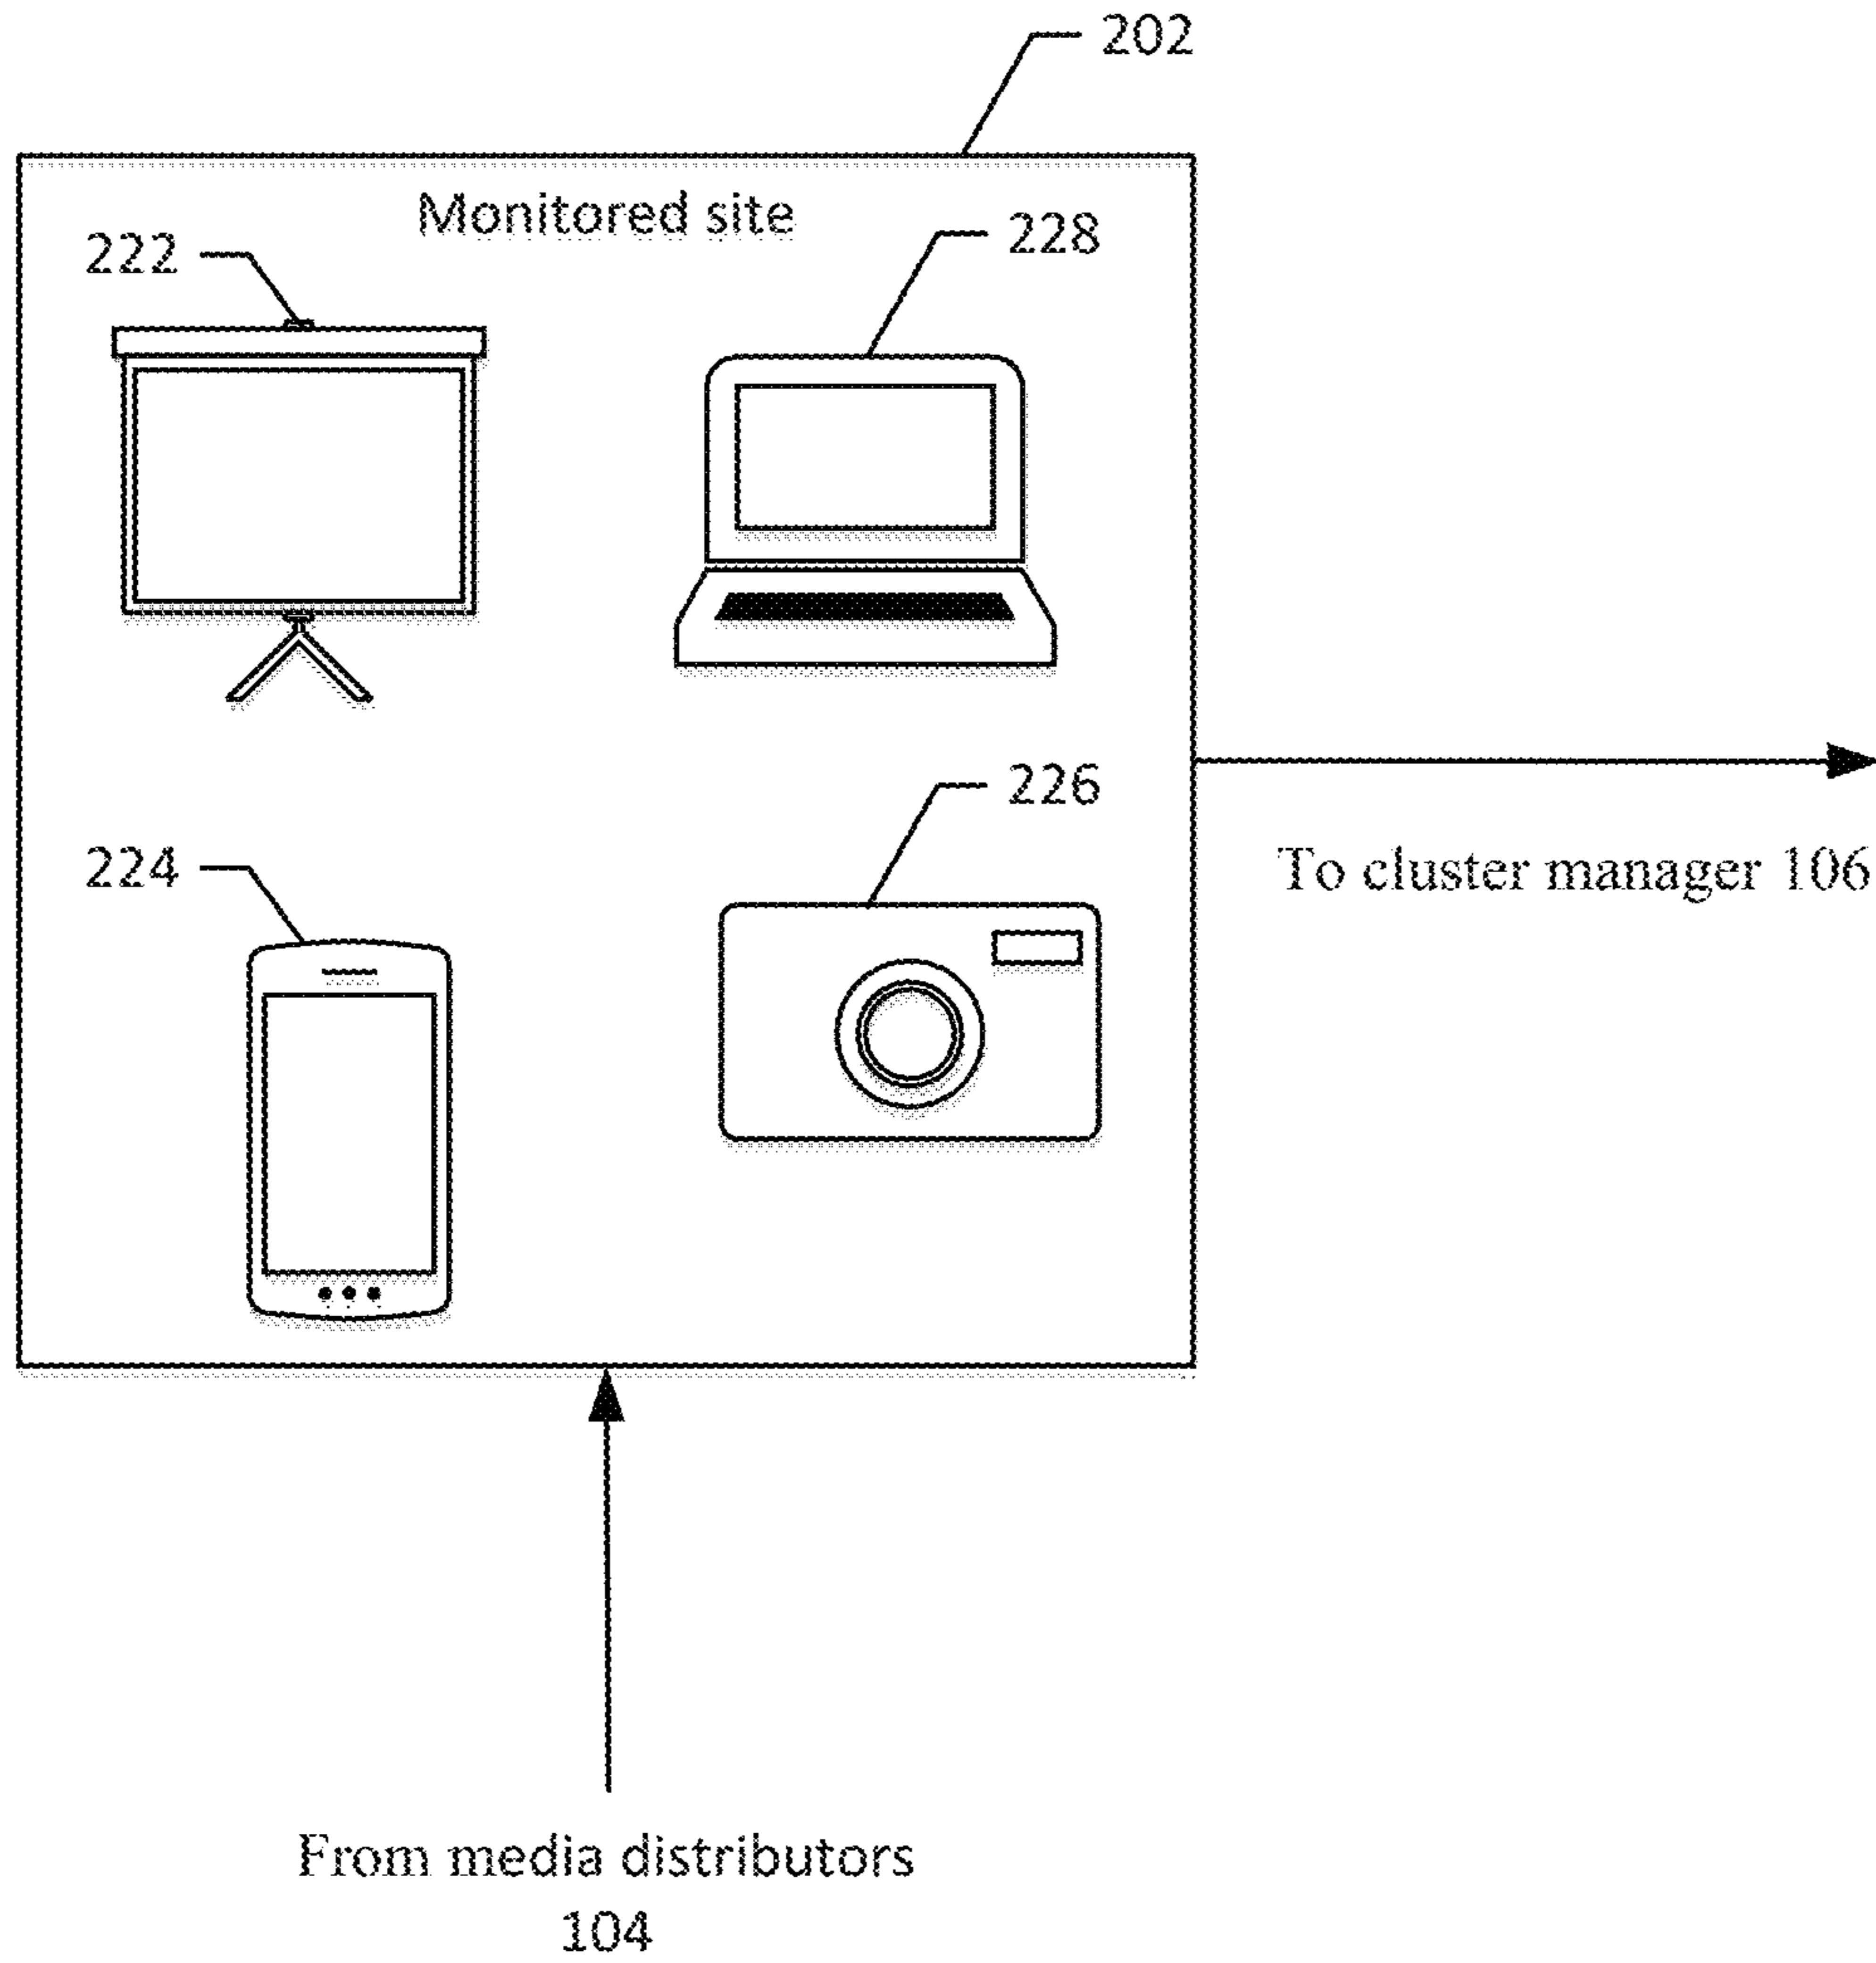 202
Monitored site
222
228
226
224
To cluster manager 106
From media distributors
104